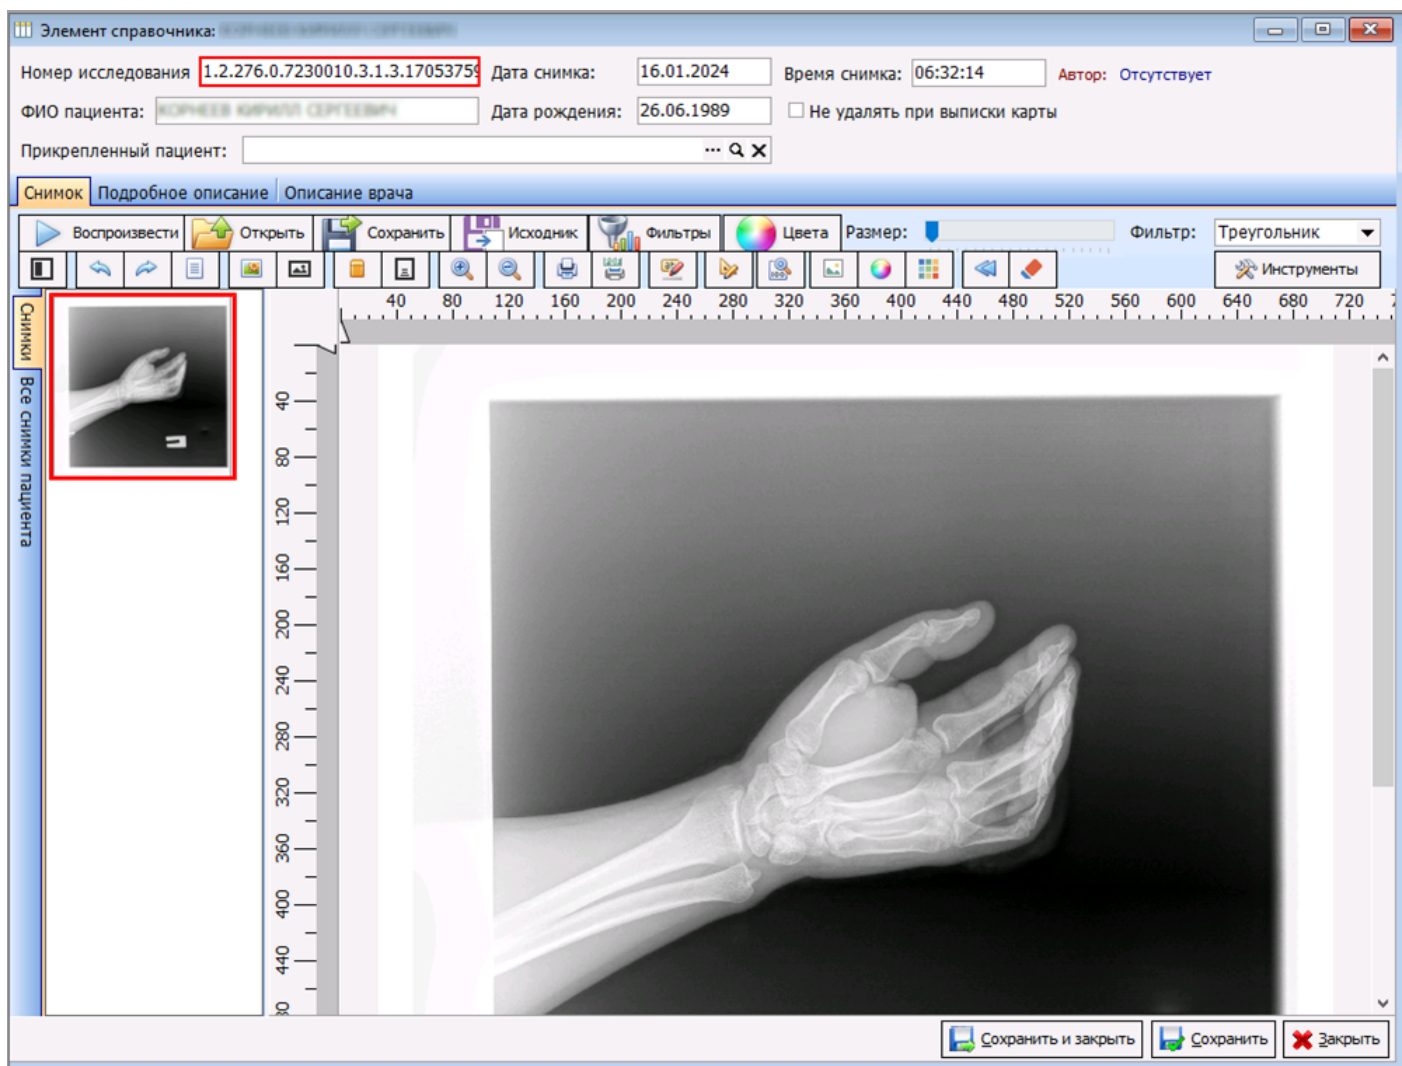 Элемент справочника:
Номер исследования 1.2.276.0.7230010.3.1.3.17053759 Дата снимка: 16.01.2024 Время снимка: 06:32:14 Автор: Отсутствует
ФИО пациента: Дата рождения: 26.06.1989 Не удалять при выписки карты
Прикрепленный пациент: ...
Снимок Подробное описание Описание врача
Воспроизвести Открыть Сохранить Исходник Фильтры Цвета Размер: Фильтр: Треугольник
Инструменты
Снимки
Все снимки пациента
40 80 120 160 200 240 280 320 360 400 440 480 520 560 600 640 680 720
40
80
120
160
200
240
280
320
360
400
440
Сохранить и закрыть Сохранить Закрыть